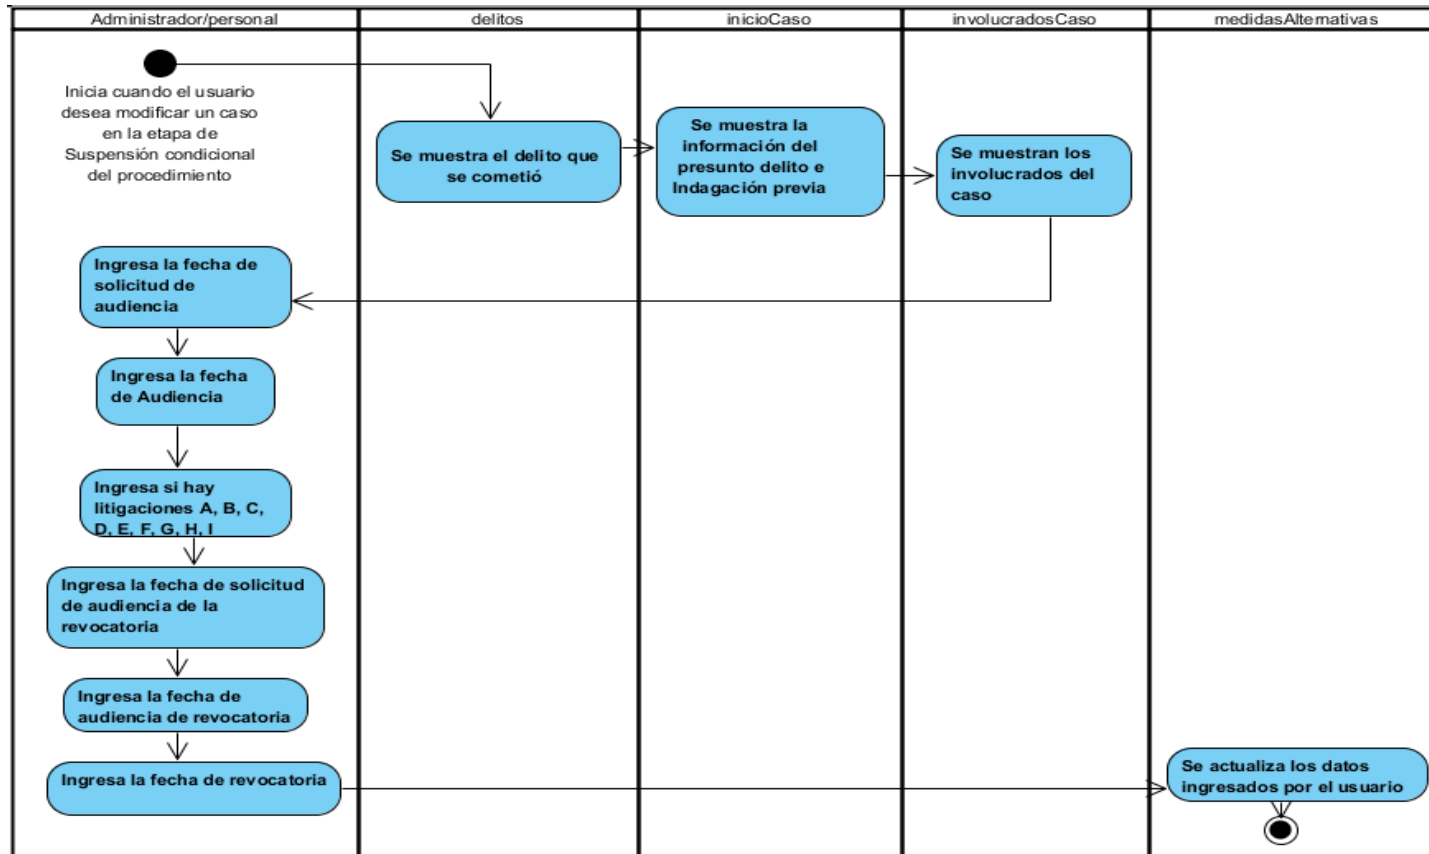 Administrador/personal
delitos
inicioCaso
involucradosCaso
medidasAlternativas
Inicia cuando el usuario
desea modificar un caso
en la etapa de
Suspensión condicional
del procedimiento
Se muestra el delito que
se cometió
Se muestra la
información del
presunto delito e
Indagación previa
Se muestran los
involucrados del
caso
Ingresa la fecha de
solicitud de
audiencia
Ingresa la fecha
de Audiencia
Ingresa si hay
litigaciones A, B, C,
D, E, F, G, H, I
Ingresa la fecha de solicitud
de audiencia de la
revocatoria
Ingresa la fecha de
audiencia de revocatoria
Ingresa la fecha de revocatoria
Se actualiza los datos
ingresados por el usuario